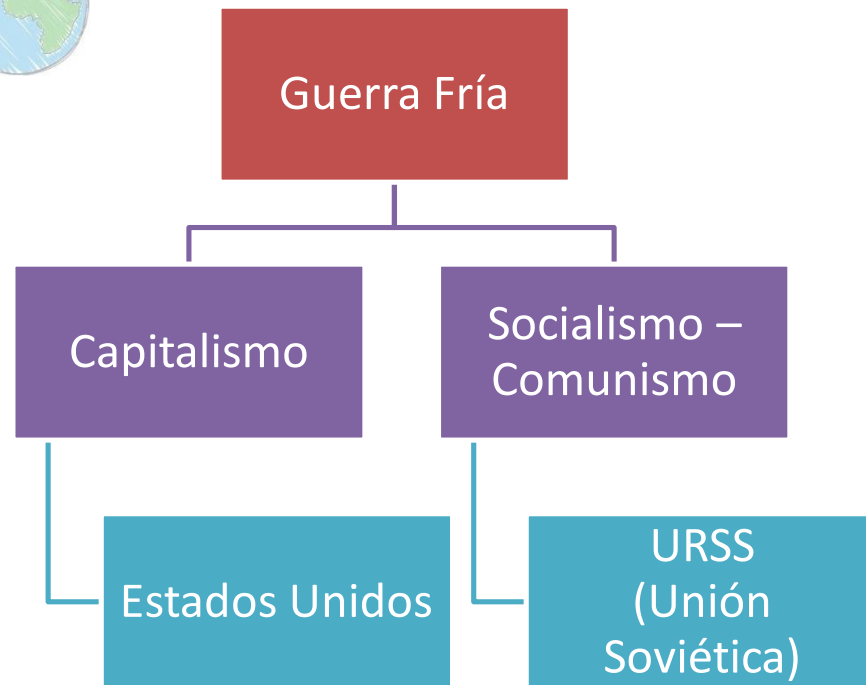 Guerra Fría
Capitalismo
Socialismo –
Comunismo
Estados Unidos
URSS
(Unión
Soviética)